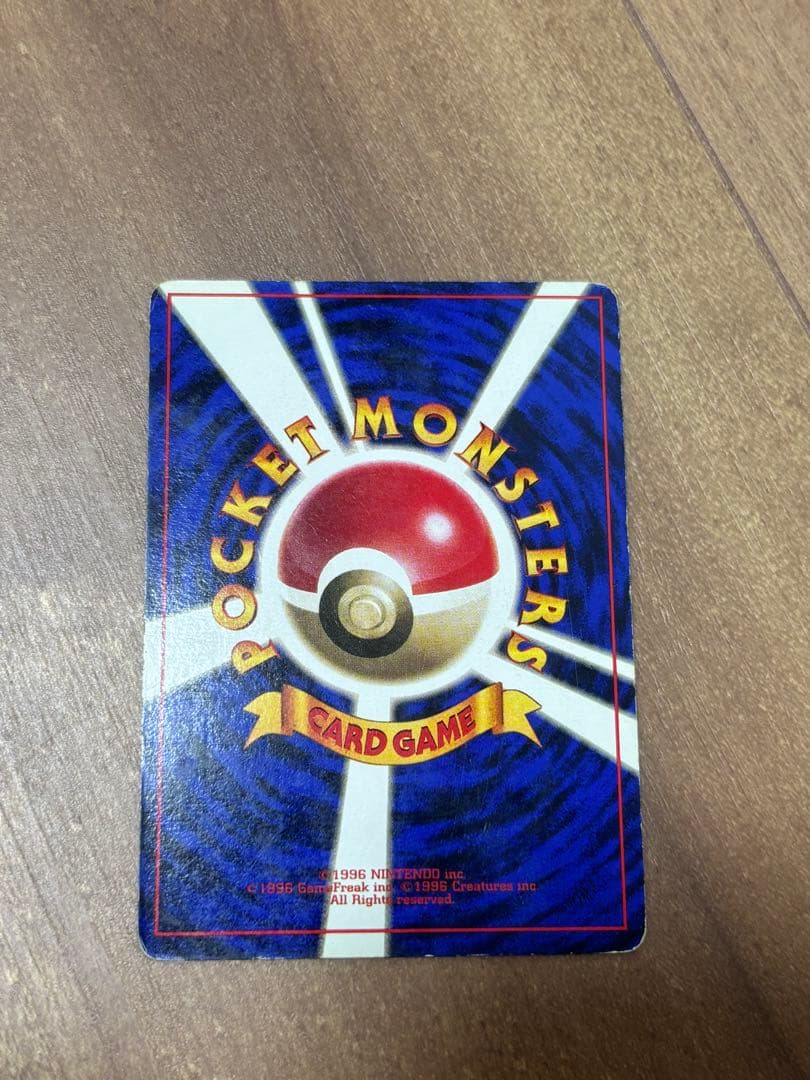 POCKET MONSTERS
CARD GAME
©1996 NINTENDO inc.
©1996 GameFreak inc. ©1996 Creatures inc
All Rights reserved.